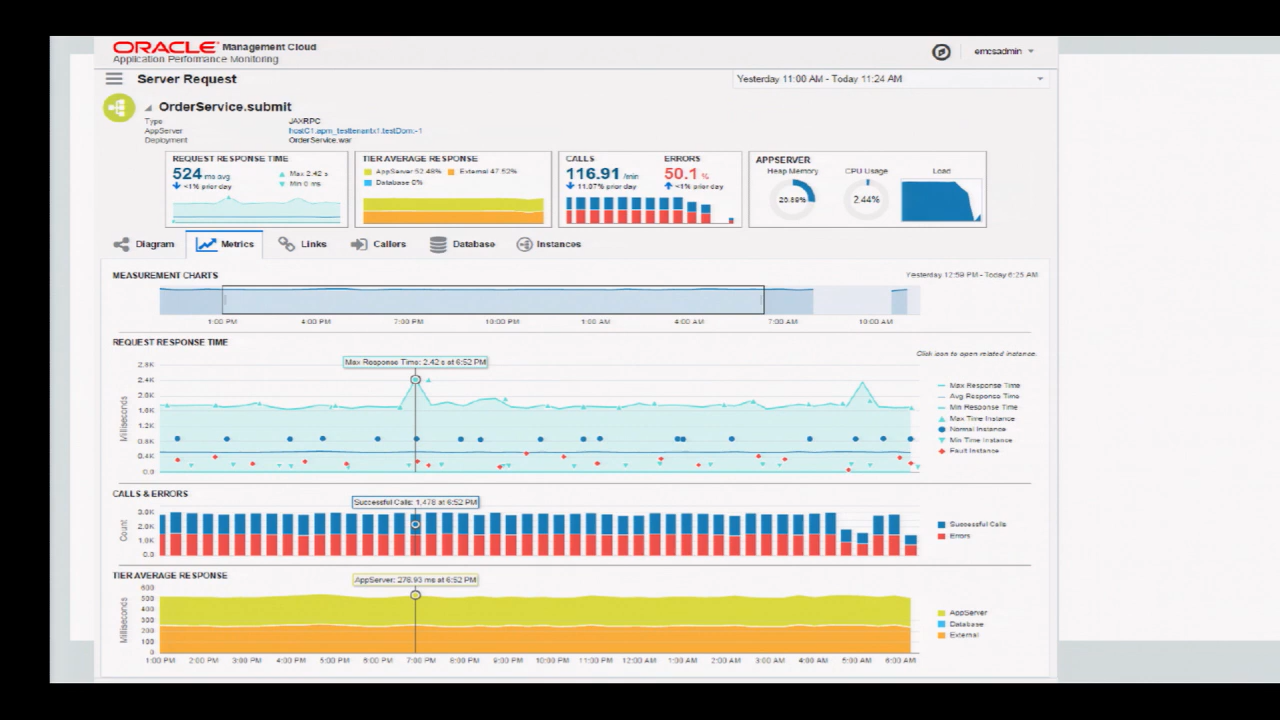 ORACLE Management Cloud
Application Performance Monitoring
emcsadmin
Server Request
Yesterday 11:00 AM - Today 11:24 AM
OrderService.submit
Type JAXRPC
AppServer
Deployment OrderService.war
REQUEST RESPONSE TIME
524 ms avg
<1% prior day
Max 2.42 s
Min 0 ms
TIER AVERAGE RESPONSE
AppServer 52.48% External 47.52%
Database 0%
CALLS ERRORS
116.91 /min 50.1 %
11.07% prior day <1% prior day
APPSERVER
Heap Memory CPU Usage Load
2.44%
Diagram Metrics Links Callers Database Instances
MEASUREMENT CHARTS
Yesterday 12:59 PM - Today 6:25 AM
1:00 PM 4:00 PM 7:00 PM 10:00 PM 1:00 AM 4:00 AM 7:00 AM 10:00 AM
REQUEST RESPONSE TIME
Click icon to open related instance.
Max Response Time: 2.42 s at 6:52 PM
2.8K
2.4K
2.0K
1.6K
1.2K
0.8K
0.4K
0.0
Milliseconds
Max Response Time
Avg Response Time
Min Response Time
Max Time Instance
Normal Instance
Min Time Instance
Fault Instance
CALLS & ERRORS
Successful Calls: 1,478 at 6:52 PM
3.0K
2.0K
1.0K
0.0
Count
Successful Calls
Errors
TIER AVERAGE RESPONSE
AppServer: 276.93 ms at 6:52 PM
600
500
400
300
200
100
0
Milliseconds
AppServer
Database
External
1:00 PM 2:00 PM 3:00 PM 4:00 PM 5:00 PM 6:00 PM 7:00 PM 8:00 PM 9:00 PM 10:00 PM 11:00 PM 12:00 AM 1:00 AM 2:00 AM 3:00 AM 4:00 AM 5:00 AM 6:00 AM